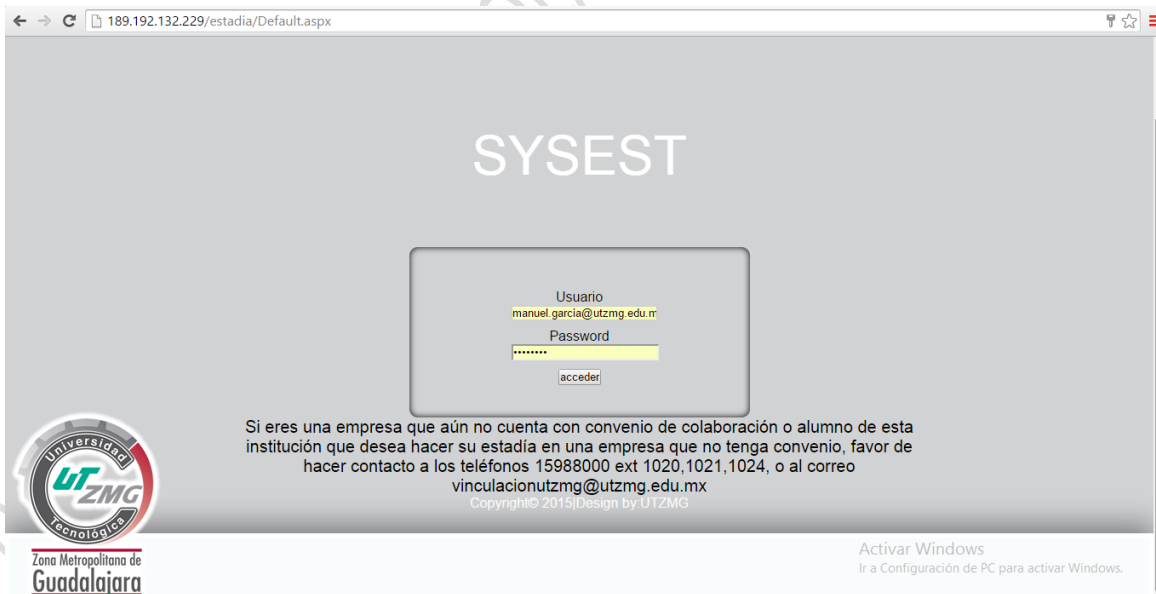 189.192.132.229/estadia/Default.aspx
SYSEST
Usuario
manuel.garcia@utzmg.edu.m
Password
••••••••
acceder
Si eres una empresa que aún no cuenta con convenio de colaboración o alumno de esta
institución que desea hacer su estadía en una empresa que no tenga convenio, favor de
hacer contacto a los teléfonos 15988000 ext 1020,1021,1024, o al correo
vinculacionutzmg@utzmg.edu.mx
Copyright© 2015|Design by:UTZMG
Universidad
UT
ZMG
Tecnológica
Zona Metropolitana de
Guadalajara
Activar Windows
Ir a Configuración de PC para activar Windows.